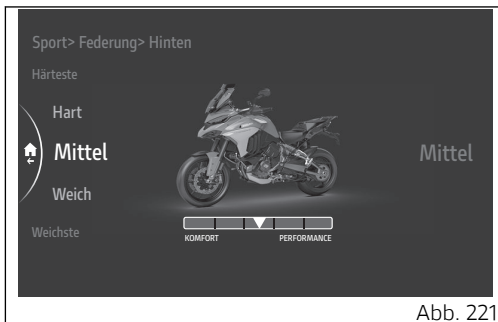 Sport> Federung> Hinten
Härteste
Hart
Mittel
Mittel
Weich
Weichste
KOMFORT PERFORMANCE
Abb. 221